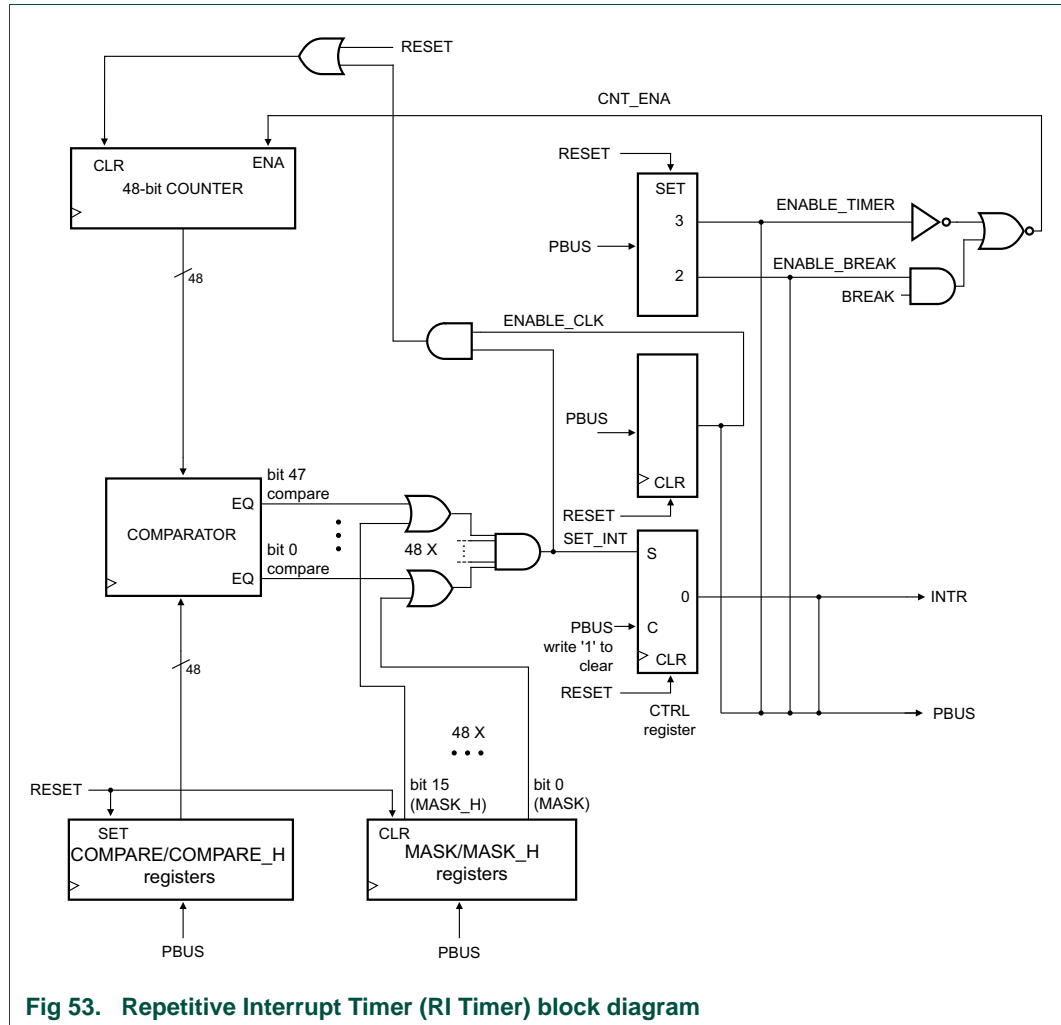 RESET
CNT_ENA
CLR
ENA
48-bit COUNTER
RESET
SET
3
ENABLE_TIMER
PBUS
48
2
ENABLE_BREAK
BREAK
ENABLE_CLK
PBUS
CLR
RESET
bit 47
compare
EQ
COMPARATOR
bit 0
compare
EQ
48 X
SET_INT
S
0
INTR
PBUS
write '1' to
clear
C
CLR
RESET
CTRL
register
PBUS
48
48 X
RESET
bit 15
(MASK_H)
bit 0
(MASK)
SET
COMPARE/COMPARE_H
registers
CLR
MASK/MASK_H
registers
PBUS
PBUS
Fig 53. Repetitive Interrupt Timer (RI Timer) block diagram